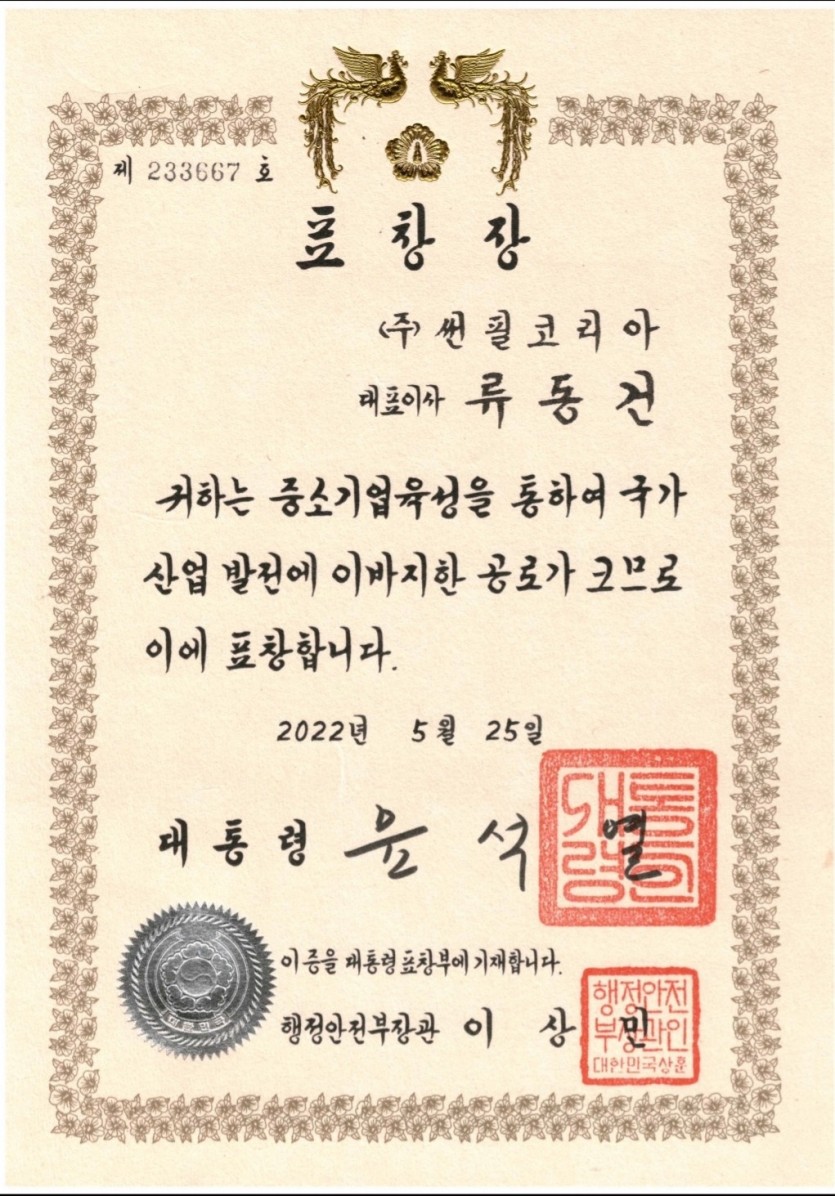 제 233667 호
표창장
(주) 썬필코리아
대표이사 류동건
귀하는 중소기업육성을 통하여 국가
산업 발전에 이바지한 공로가 크므로
이에 표창합니다.
2022년 5월 25일
대통령 윤석열
대통령인
이 증을 대통령표창부에 기재합니다.
행정안전부장관 이상민
행정안전
부장관인
대한민국상훈
대한민국